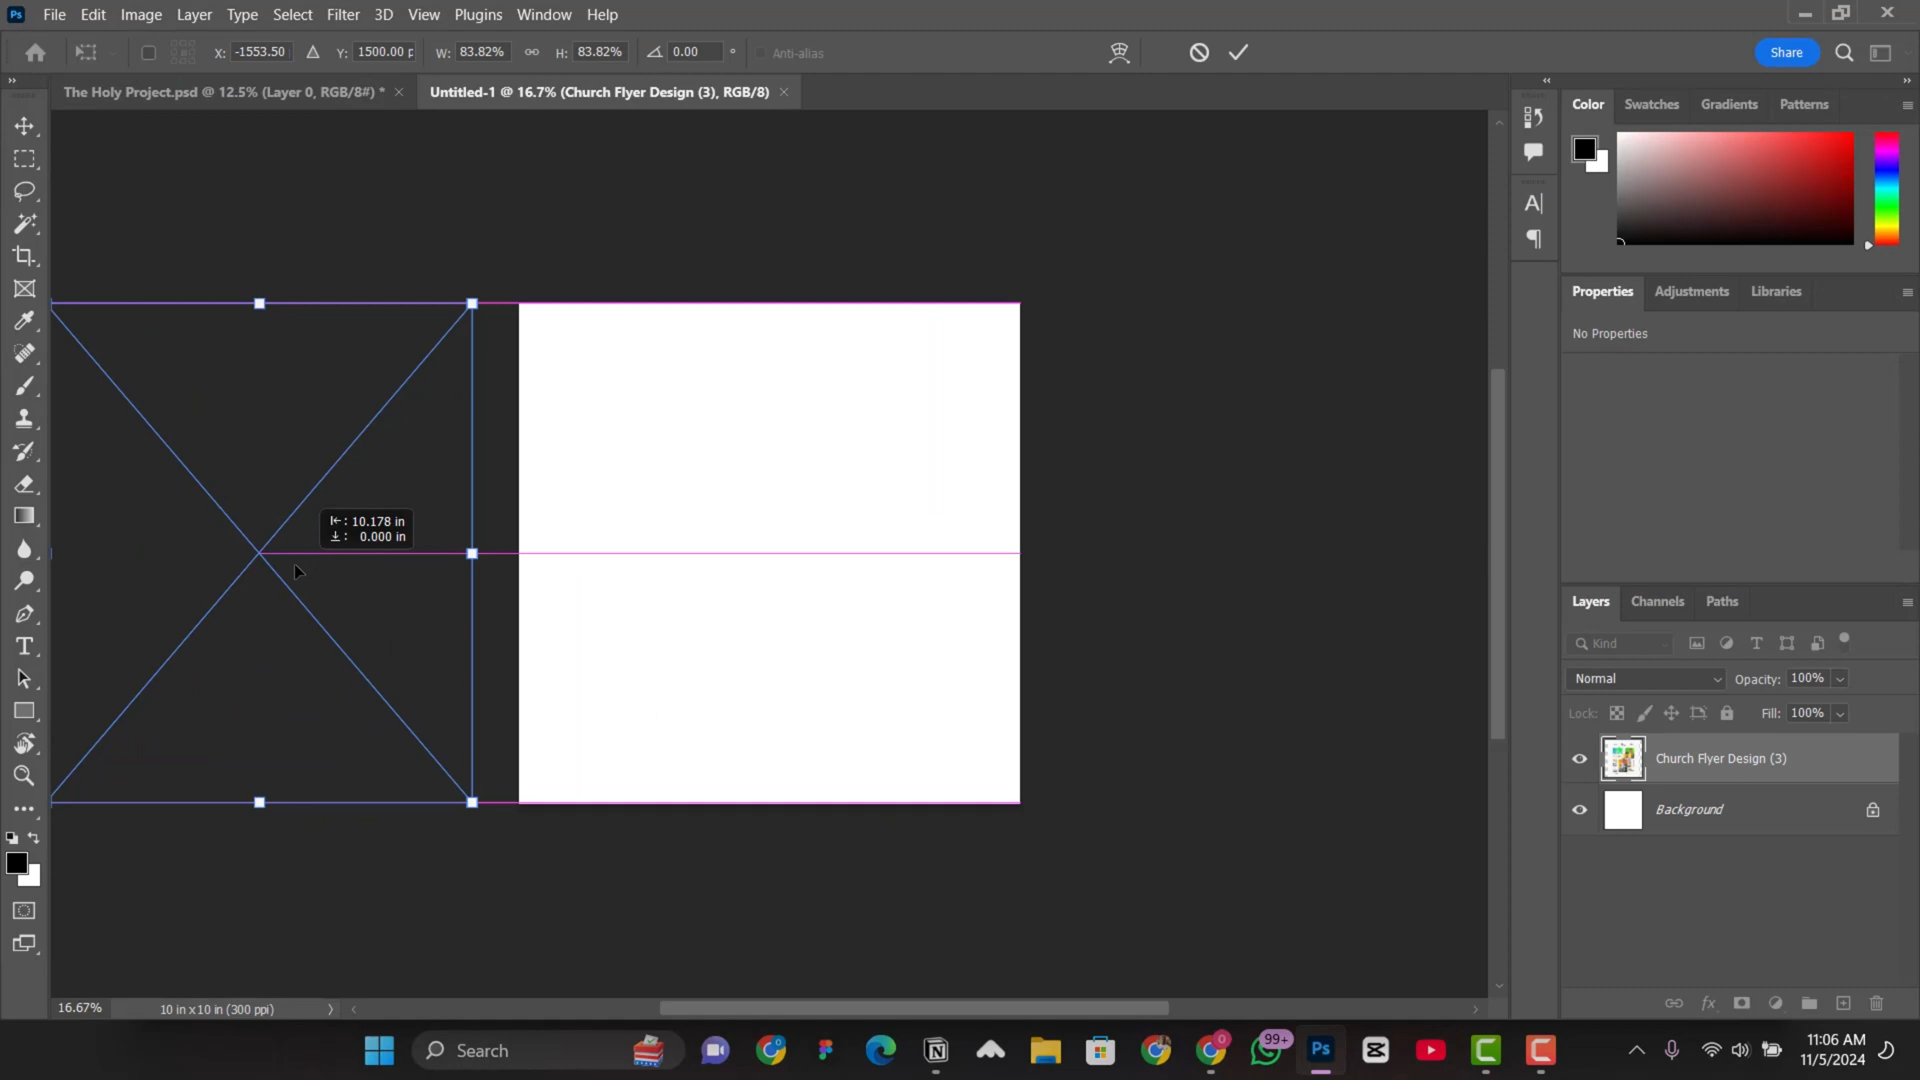 Ps File Edit Image Layer Type Select Filter 3D View Plugins Window Help
X: -1553.50 Y: 1500.00 p W: 83.82% H: 83.82% 0.00 ° Anti-alias Share
The Holy Project.psd @ 12.5% (Layer 0, RGB/8#) * Untitled-1 @ 16.7% (Church Flyer Design (3), RGB/8)
Color Swatches Gradients Patterns
Properties Adjustments Libraries
No Properties
10.178 in
0.000 in
Layers Channels Paths
Kind
Normal Opacity: 100%
Lock: Fill: 100%
Church Flyer Design (3)
Background
16.67% 10 in x 10 in (300 ppi)
Search 99+ Ps
11:06 AM
11/5/2024